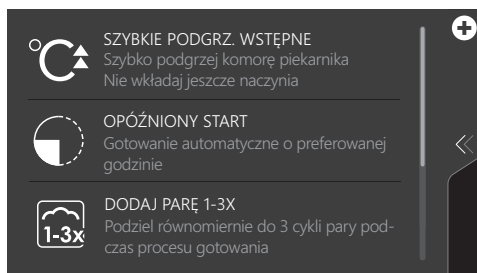 °C
SZYBKIE PODGRZ. WSTĘPNE
Szybko podgrzej komorę piekarnika
Nie wkładaj jeszcze naczynia
OPÓŹNIONY START
Gotowanie automatyczne o preferowanej
godzinie
1-3x
DODAJ PARĘ 1-3X
Podziel równomiernie do 3 cykli pary pod-
czas procesu gotowania